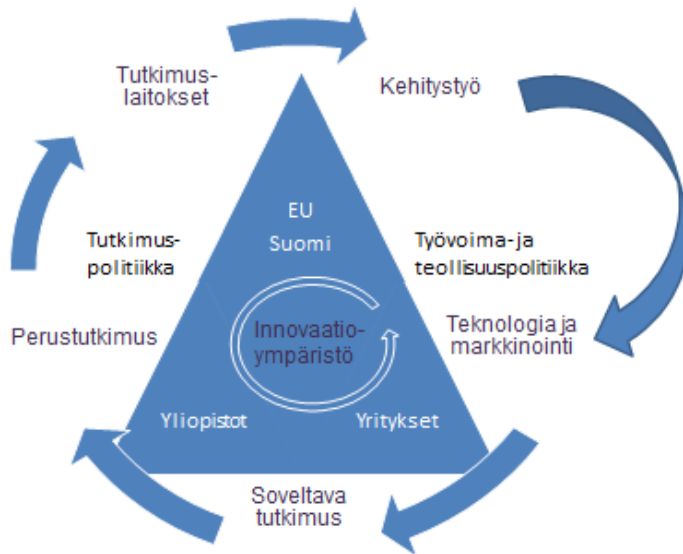 Tutkimus-
laitokset
Kehitystyö
EU
Suomi
Tutkimus-
politiikka
Työvoima- ja
teollisuuspolitiikka
Perustutkimus
Innovaatio-
ympäristö
Teknologia ja
markkinointi
Yliopistot
Yritykset
Soveltava
tutkimus